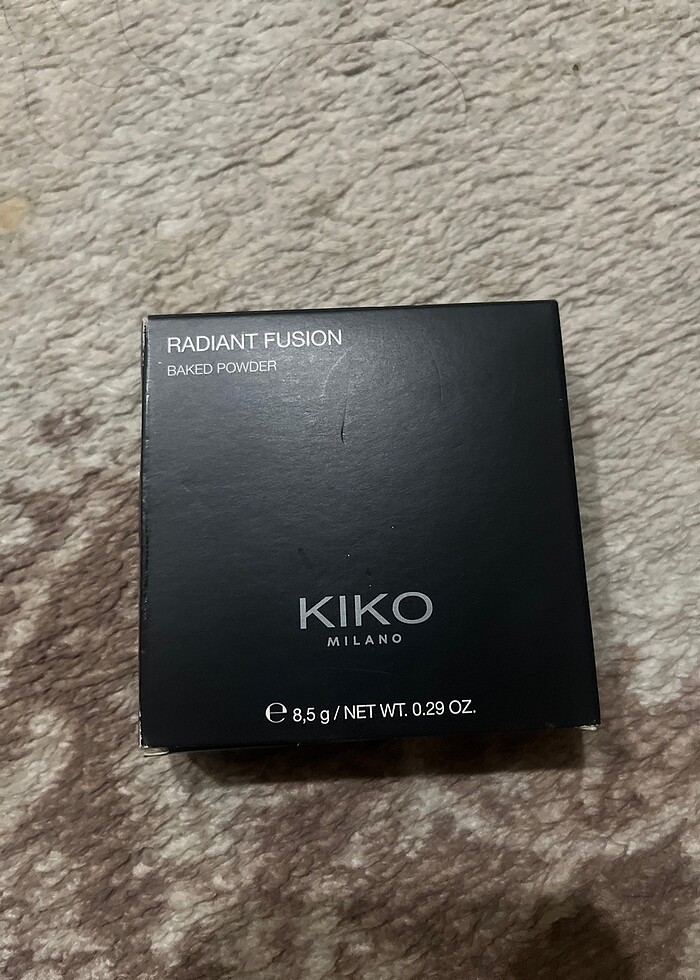 RADIANT FUSION
BAKED POWDER
KIKO
MILANO
℮ 8,5 g / NET WT. 0.29 OZ.